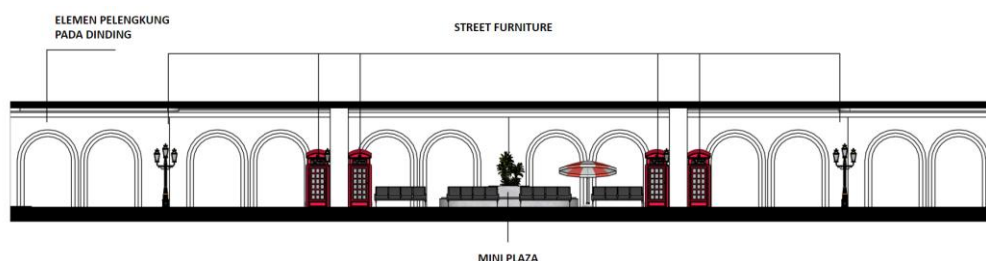 ELEMEN PELENGKUNG
PADA DINDING
STREET FURNITURE
MINI PLAZA